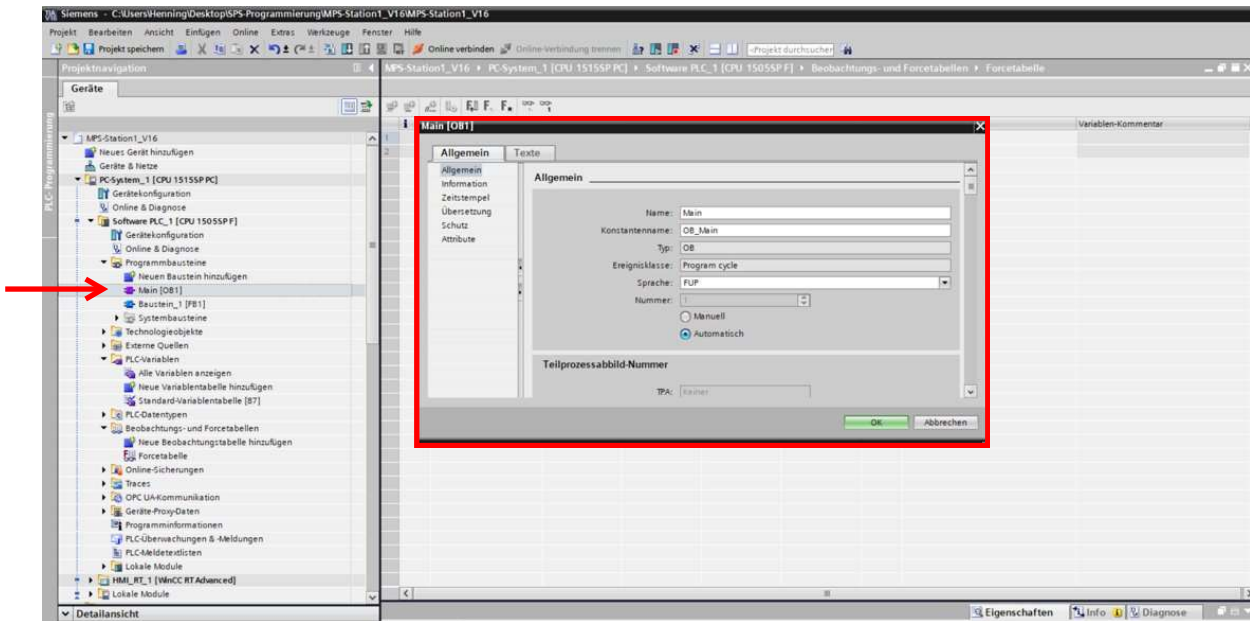 Siemens - C:\Users\Henning\Desktop\SPS-Programmierung\MPS-Station1_V16\MPS-Station1_V16
Projekt Bearbeiten Ansicht Einfügen Online Extras Werkzeuge Fenster Hilfe
Projekt speichern Online verbinden Online-Verbindung trennen <Projekt durchsuchen
Projektnavigation
MPS-Station1_V16 PC-System_1 [CPU 1515SP PC] Software PLC_1 [CPU 1505SP F] Beobachtungs- und Forcetabellen Forcetabelle
Geräte
PLC-Programmierung
MPS-Station1_V16
Neues Gerät hinzufügen
Geräte & Netze
PC-System_1 [CPU 1515SP PC]
Gerätekonfiguration
Online & Diagnose
Software PLC_1 [CPU 1505SP F]
Gerätekonfiguration
Online & Diagnose
Programmbausteine
Neuen Baustein hinzufügen
Main [OB1]
Baustein_1 [FB1]
Systembausteine
Technologieobjekte
Externe Quellen
PLC-Variablen
Alle Variablen anzeigen
Neue Variablentabelle hinzufügen
Standard-Variablentabelle [87]
PLC-Datentypen
Beobachtungs- und Forcetabellen
Neue Beobachtungstabelle hinzufügen
Forcetabelle
Online-Sicherungen
Traces
OPC UA-Kommunikation
Geräte-Proxy-Daten
Programminformationen
PLC-Überwachungen & -Meldungen
PLC-Meldetextlisten
Lokale Module
HMI_RT_1 [WinCC RT Advanced]
Lokale Module
Detailansicht
i
1
2
Variablen-Kommentar
Main [OB1]
Allgemein Texte
Allgemein
Information
Zeitstempel
Übersetzung
Schutz
Attribute
Allgemein
Name: Main
Konstantenname: OB_Main
Typ: OB
Ereignisklasse: Program cycle
Sprache: FUP
Nummer: 1
Manuell
Automatisch
Teilprozessabbild-Nummer
TPA: Keiner
OK Abbrechen
Eigenschaften Info Diagnose